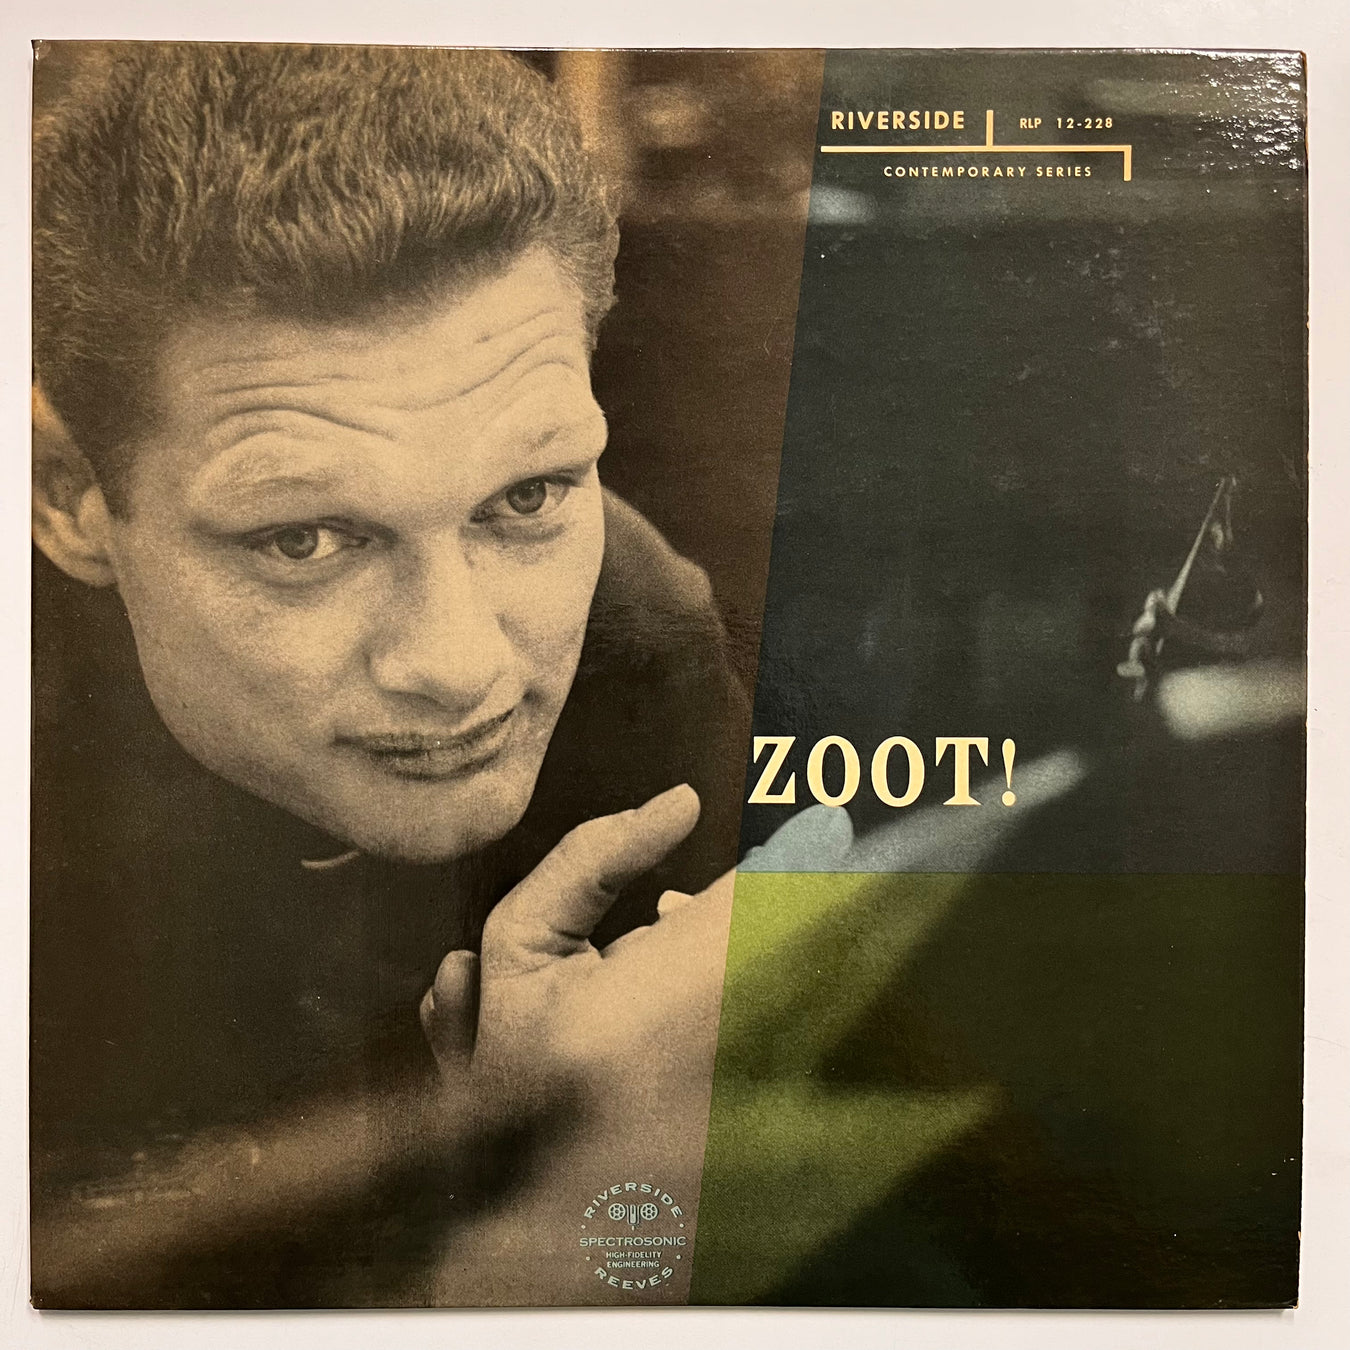 RIVERSIDE RLP 12-228
CONTEMPORARY SERIES
ZOOT!
RIVERSIDE
SPECTROSONIC
HIGH-FIDELITY
ENGINEERING
REEVES